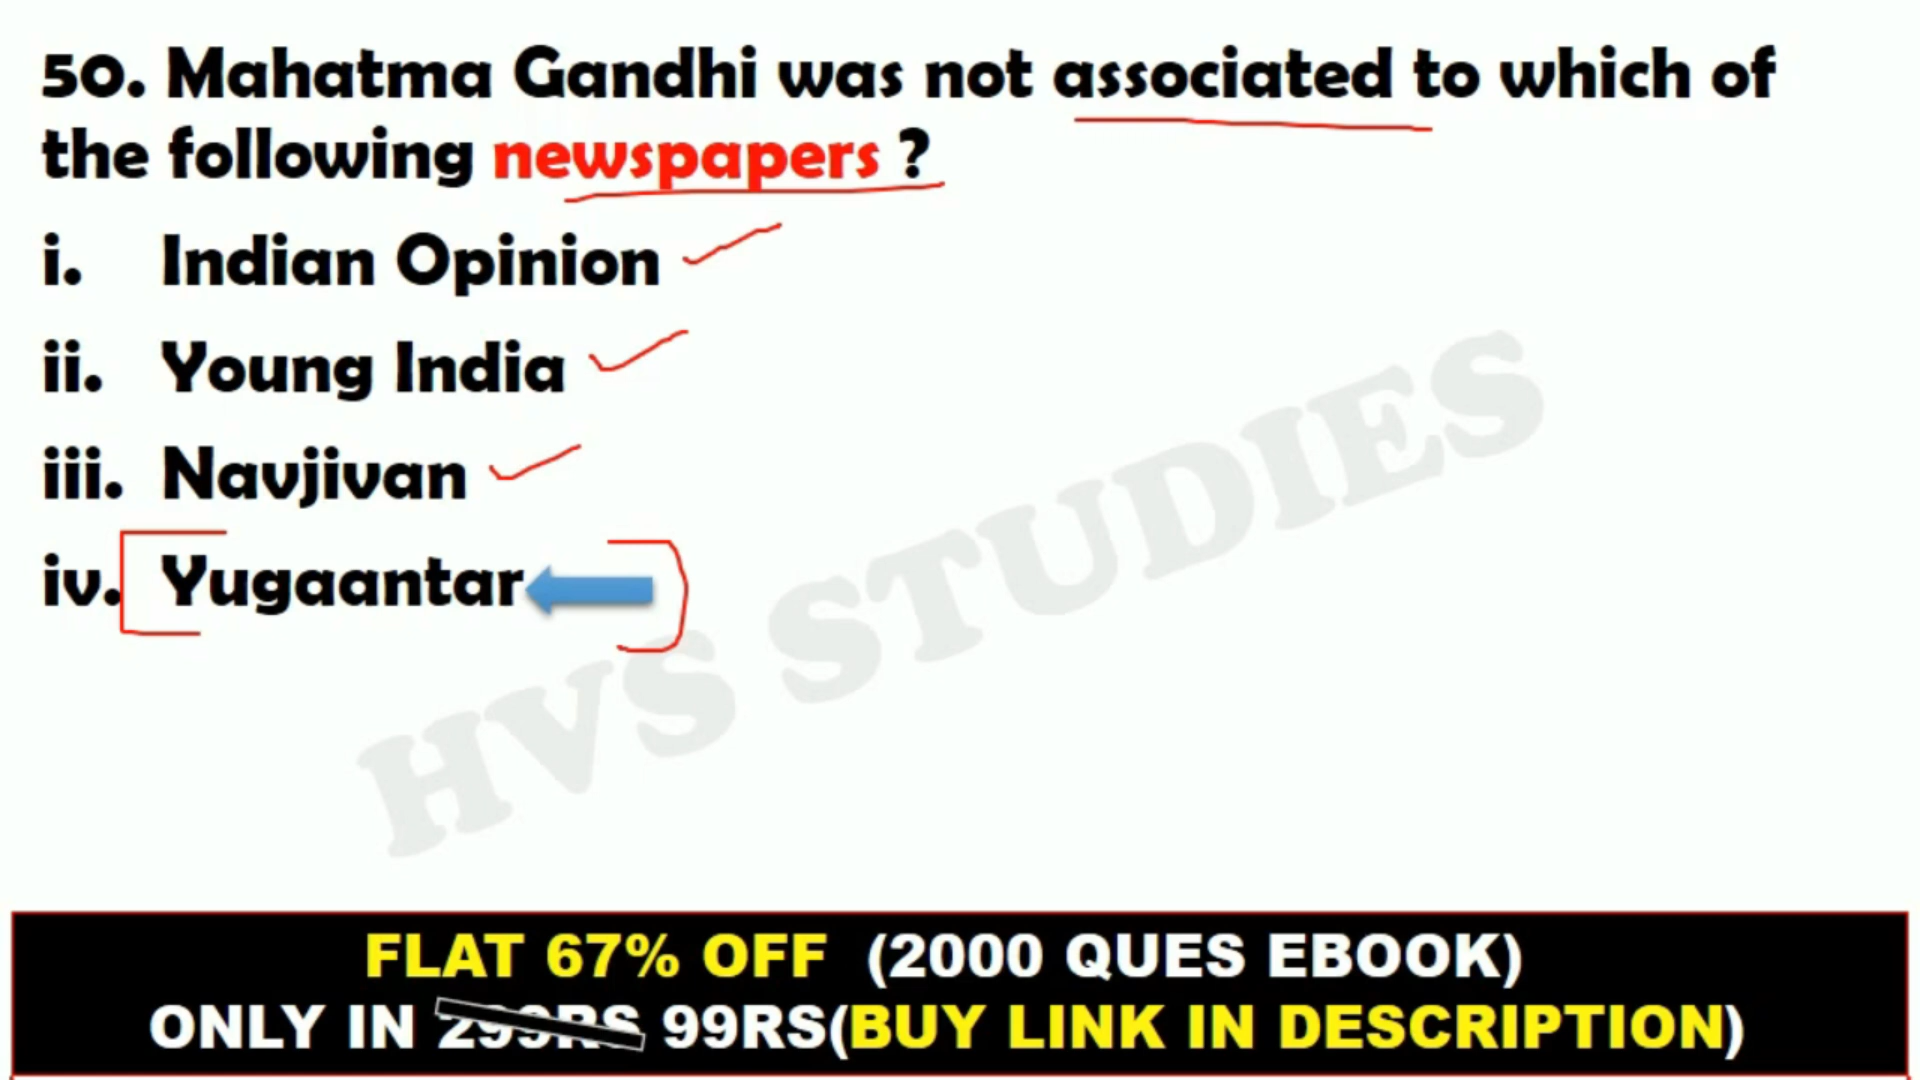 50. Mahatma Gandhi was not associated to which of
the following newspapers ?
i. Indian Opinion
ii. Young India
iii. Navjivan
iv. Yugaantar
HVS STUDIES
FLAT 67% OFF (2000 QUES EBOOK)
ONLY IN 299RS 99RS(BUY LINK IN DESCRIPTION)